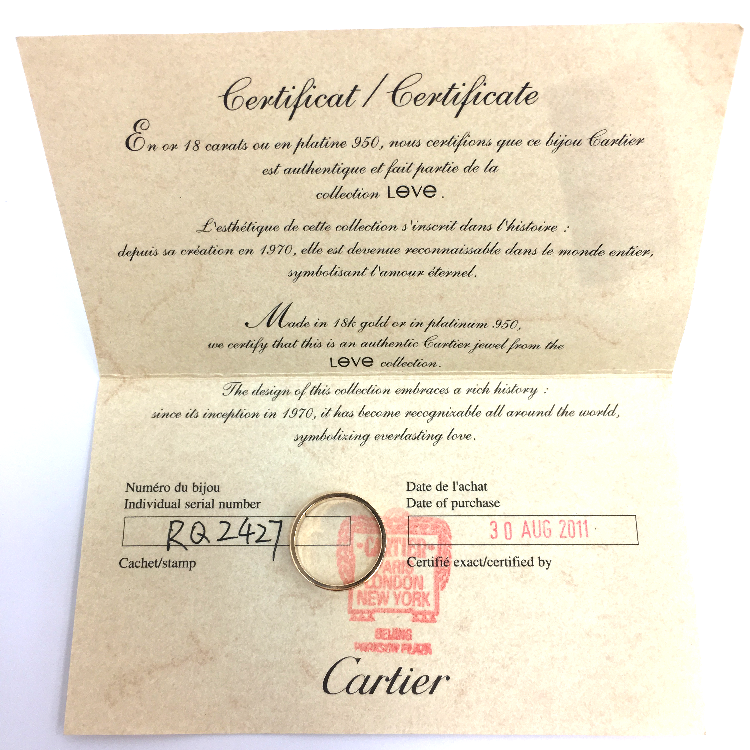 Certificat / Certificate
En or 18 carats ou en platine 950, nous certifions que ce bijou Cartier
est authentique et fait partie de la
collection LOVE.
L'esthétique de cette collection s'inscrit dans l'histoire :
depuis sa création en 1970, elle est devenue reconnaissable dans le monde entier,
symbolisant l'amour éternel.
Made in 18k gold or in platinum 950,
we certify that this is an authentic Cartier jewel from the
LOVE collection.
The design of this collection embraces a rich history :
since its inception in 1970, it has become recognizable all around the world,
symbolizing everlasting love.
Numéro du bijou
Individual serial number
RQ2427
Date de l'achat
Date of purchase
30 AUG 2011
Cachet/stamp
Certifié exact/certified by
CARTIER
PARIS
LONDON
NEW YORK
BEIJING
Cartier